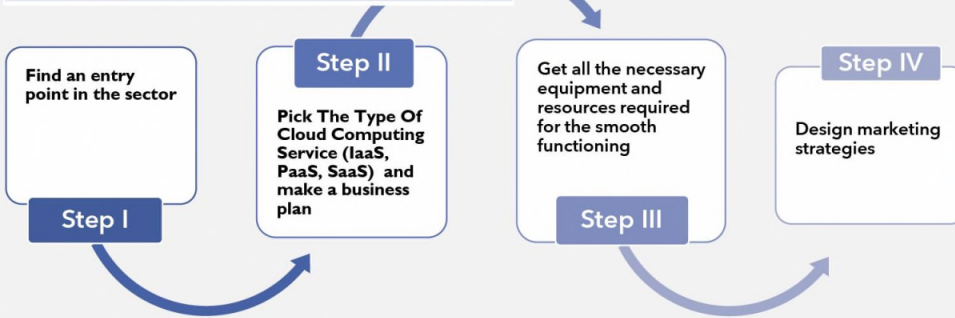 Find an entry
point in the sector
Step I
Step II
Pick The Type Of
Cloud Computing
Service (IaaS,
PaaS, SaaS) and
make a business
plan
Get all the necessary
equipment and
resources required
for the smooth
functioning
Step III
Step IV
Design marketing
strategies